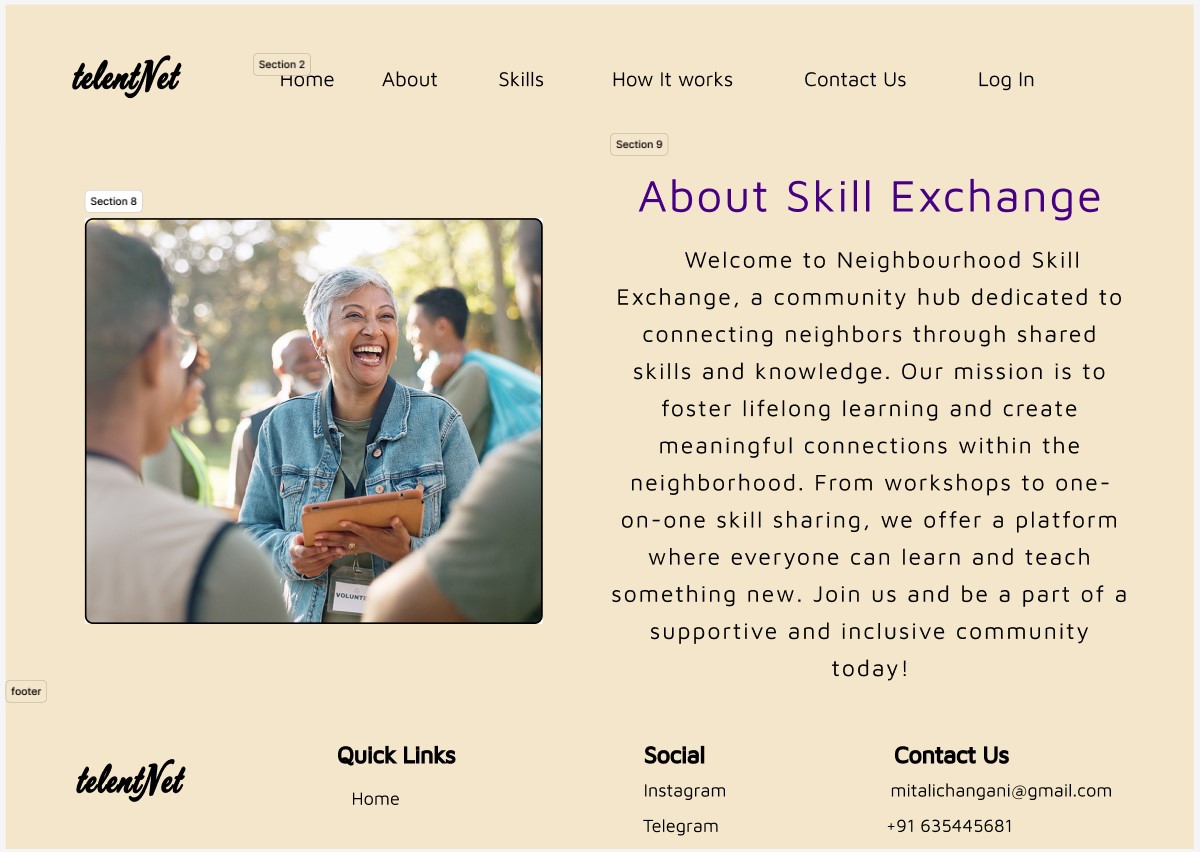 telentNet
Section 2
Home About Skills How It works Contact Us Log In
Section 9
About Skill Exchange
Section 8
Welcome to Neighbourhood Skill
Exchange, a community hub dedicated to
connecting neighbors through shared
skills and knowledge. Our mission is to
foster lifelong learning and create
meaningful connections within the
neighborhood. From workshops to one-
on-one skill sharing, we offer a platform
where everyone can learn and teach
something new. Join us and be a part of a
supportive and inclusive community
today!
VOLUNTE
footer
telentNet
Quick Links
Home
Social
Instagram
Telegram
Contact Us
mitalichangani@gmail.com
+91 635445681